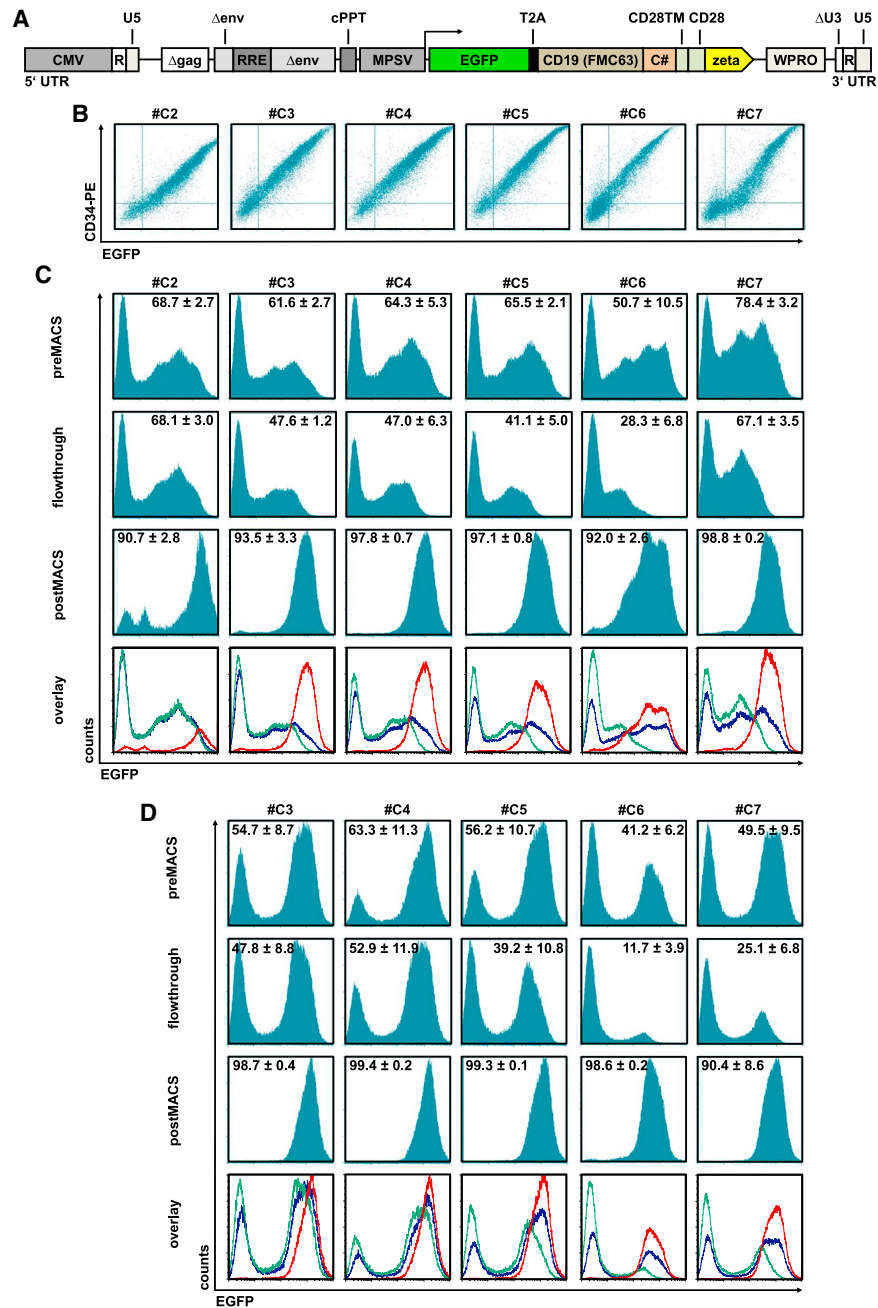 A
U5 Δenv cPPT T2A CD28TM CD28 ΔU3 U5
CMV R Δgag RRE Δenv MPSV EGFP CD19 (FMC63) C# zeta WPRO R
5‘ UTR 3‘ UTR
B
#C2 #C3 #C4 #C5 #C6 #C7
CD34-PE
EGFP
C
#C2 #C3 #C4 #C5 #C6 #C7
preMACS
68.7 ± 2.7 61.6 ± 2.7 64.3 ± 5.3 65.5 ± 2.1 50.7 ± 10.5 78.4 ± 3.2
flowthrough
68.1 ± 3.0 47.6 ± 1.2 47.0 ± 6.3 41.1 ± 5.0 28.3 ± 6.8 67.1 ± 3.5
postMACS
90.7 ± 2.8 93.5 ± 3.3 97.8 ± 0.7 97.1 ± 0.8 92.0 ± 2.6 98.8 ± 0.2
overlay
counts
EGFP
D
#C3 #C4 #C5 #C6 #C7
preMACS
54.7 ± 8.7 63.3 ± 11.3 56.2 ± 10.7 41.2 ± 6.2 49.5 ± 9.5
flowthrough
47.8 ± 8.8 52.9 ± 11.9 39.2 ± 10.8 11.7 ± 3.9 25.1 ± 6.8
postMACS
98.7 ± 0.4 99.4 ± 0.2 99.3 ± 0.1 98.6 ± 0.2 90.4 ± 8.6
overlay
counts
EGFP